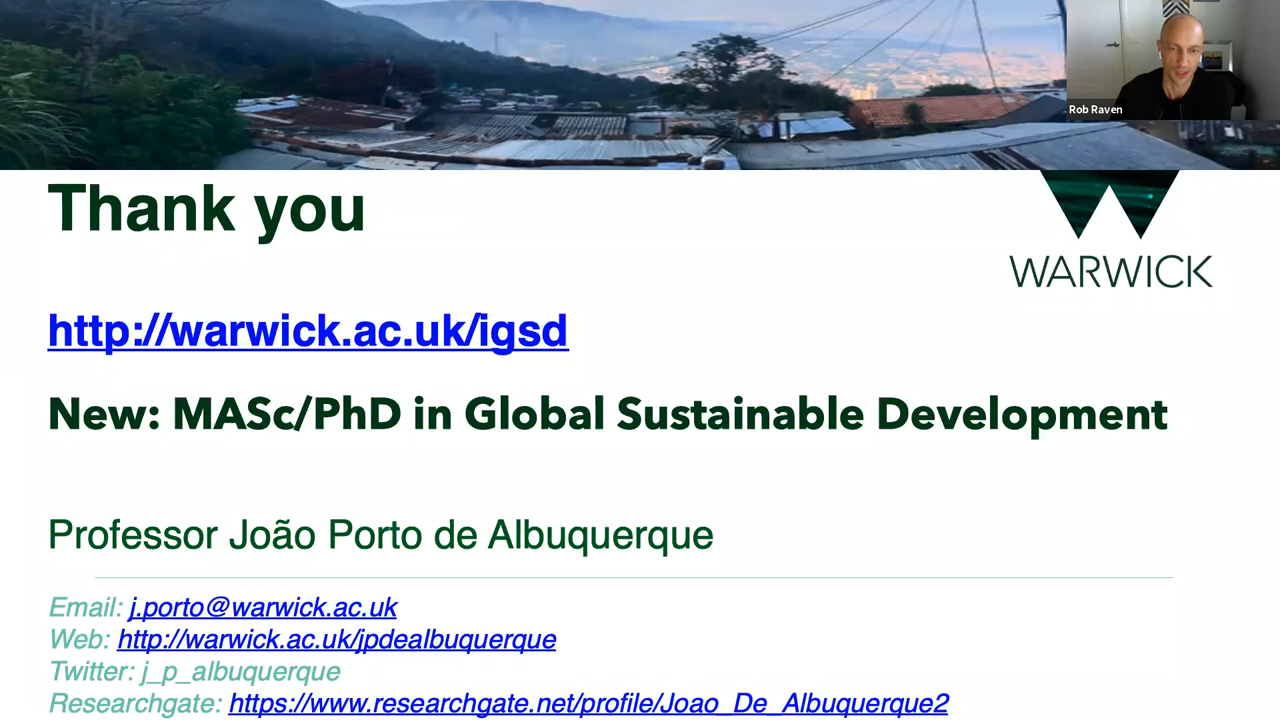 Rob Raven
Thank you
WARWICK
http://warwick.ac.uk/igsd
New: MASc/PhD in Global Sustainable Development
Professor João Porto de Albuquerque
Email: j.porto@warwick.ac.uk
Web: http://warwick.ac.uk/jpdealbuquerque
Twitter: j_p_albuquerque
Researchgate: https://www.researchgate.net/profile/Joao_De_Albuquerque2